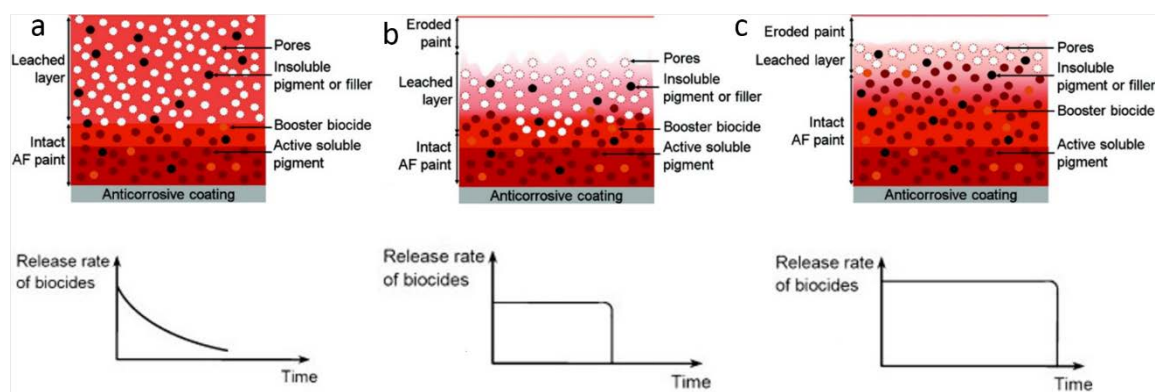 a
Leached
layer
Intact
AF paint
Pores
Insoluble
pigment or filler
Booster biocide
Active soluble
pigment
Anticorrosive coating
b
Eroded
paint
Leached
layer
Intact
AF paint
Pores
Insoluble
pigment or filler
Booster biocide
Active soluble
pigment
Anticorrosive coating
c
Eroded paint
Leached layer
Intact
AF paint
Pores
Insoluble
pigment or filler
Booster biocide
Active soluble
pigment
Anticorrosive coating
Release rate
of biocides
Time
Release rate
of biocides
Time
Release rate
of biocides
Time